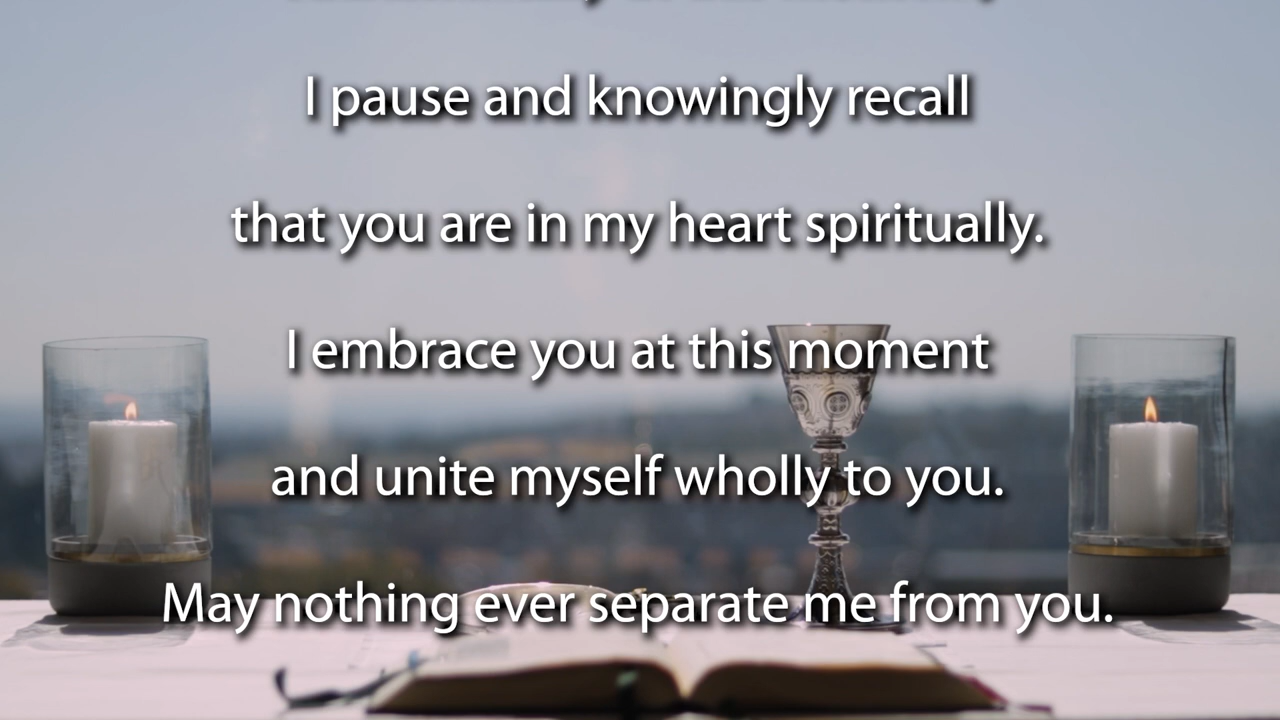 I pause and knowingly recall
that you are in my heart spiritually.
I embrace you at this moment
and unite myself wholly to you.
May nothing ever separate me from you.